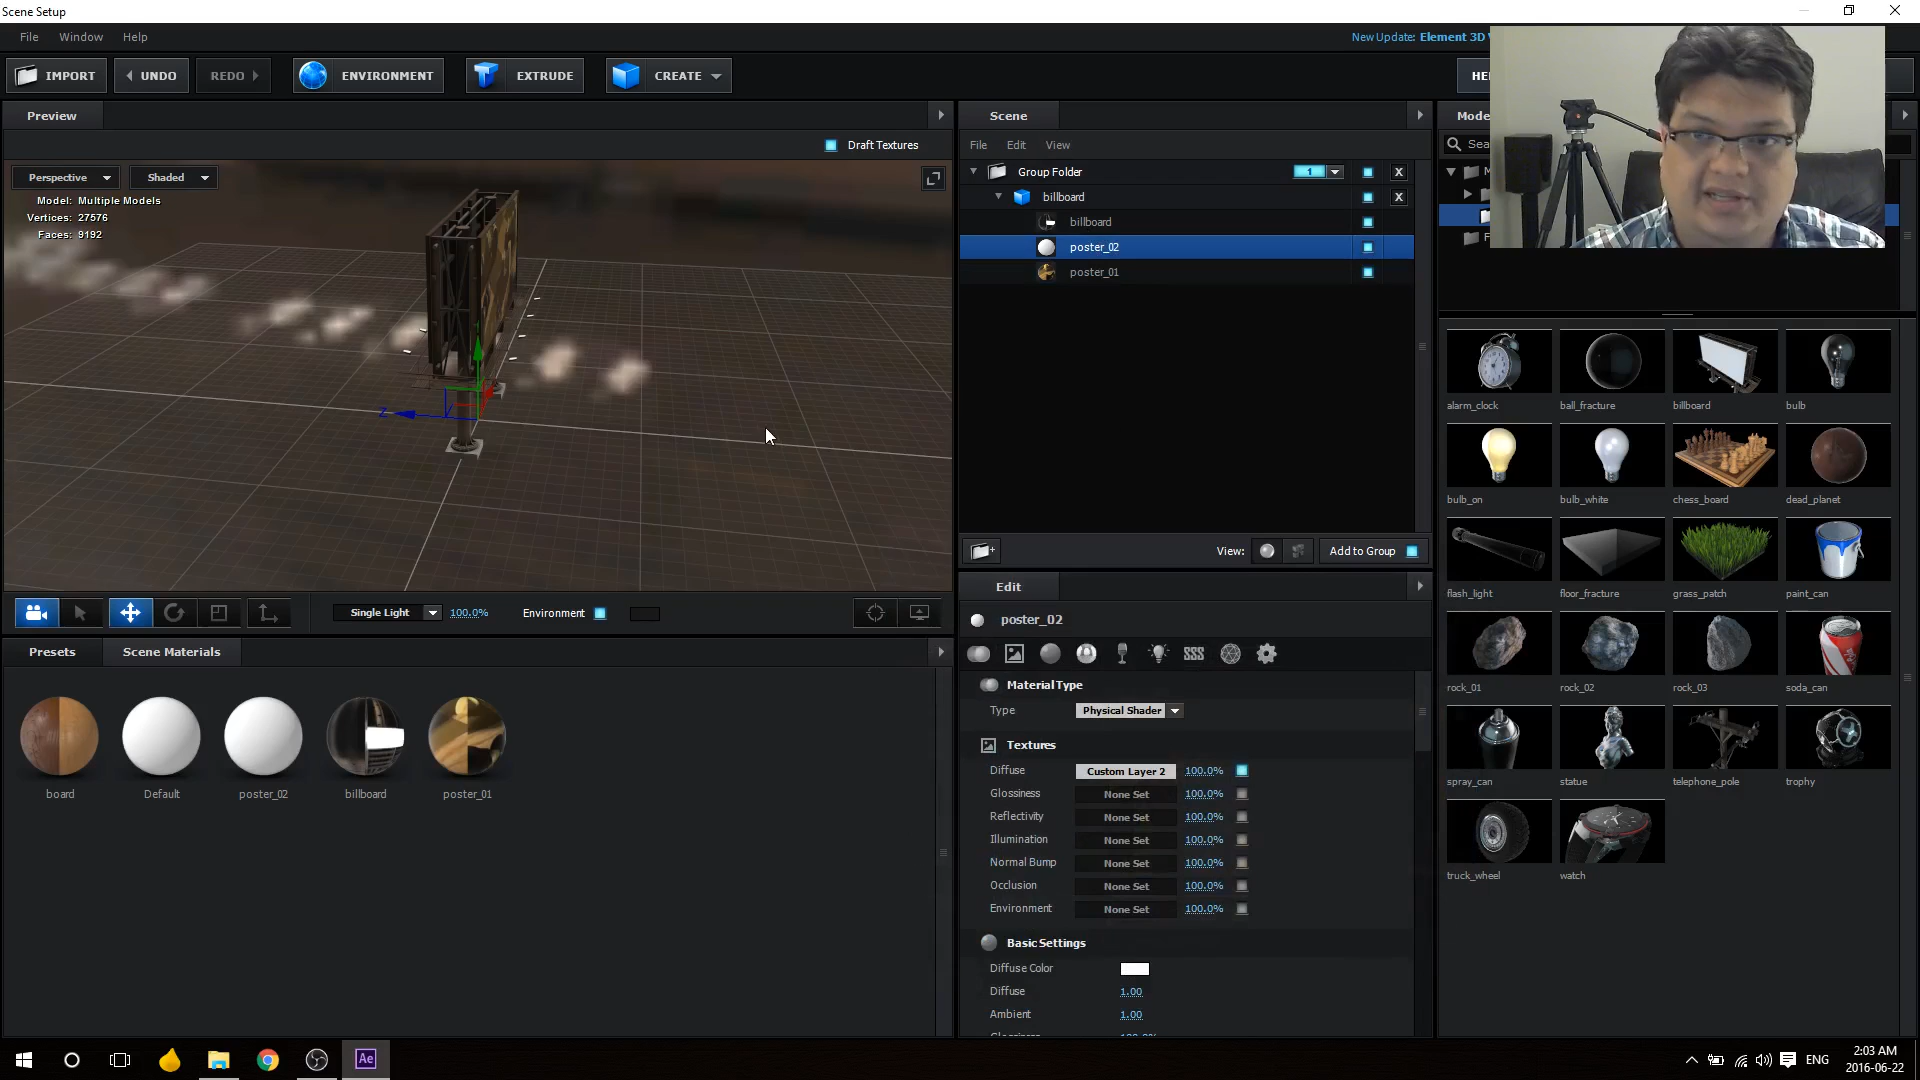 Scene Setup
File Window Help
New Update: Element 3D
IMPORT UNDO REDO ENVIRONMENT EXTRUDE CREATE
Preview Scene
Draft Textures File Edit View
Perspective Shaded
Group Folder 1 X
Model: Multiple Models
billboard X
Vertices: 27576
billboard
Faces: 9192
poster_02
poster_01
Z
alarm_clock ball_fracture billboard bulb
bulb_on bulb_white chess_board dead_planet
View: Add to Group
Edit
flash_light floor_fracture grass_patch paint_can
Single Light 100.0% Environment
poster_02
Presets Scene Materials
Material Type
rock_01 rock_02 rock_03 soda_can
Type Physical Shader
Textures
Diffuse Custom Layer 2 100.0%
spray_can statue telephone_pole trophy
Glossiness None Set 100.0%
board Default poster_02 billboard poster_01
Reflectivity None Set 100.0%
Illumination None Set 100.0%
Normal Bump None Set 100.0%
truck_wheel watch
Occlusion None Set 100.0%
Environment None Set 100.0%
Basic Settings
Diffuse Color
Diffuse 1.00
Ambient 1.00
Ae
ENG
2:03 AM
2016-06-22